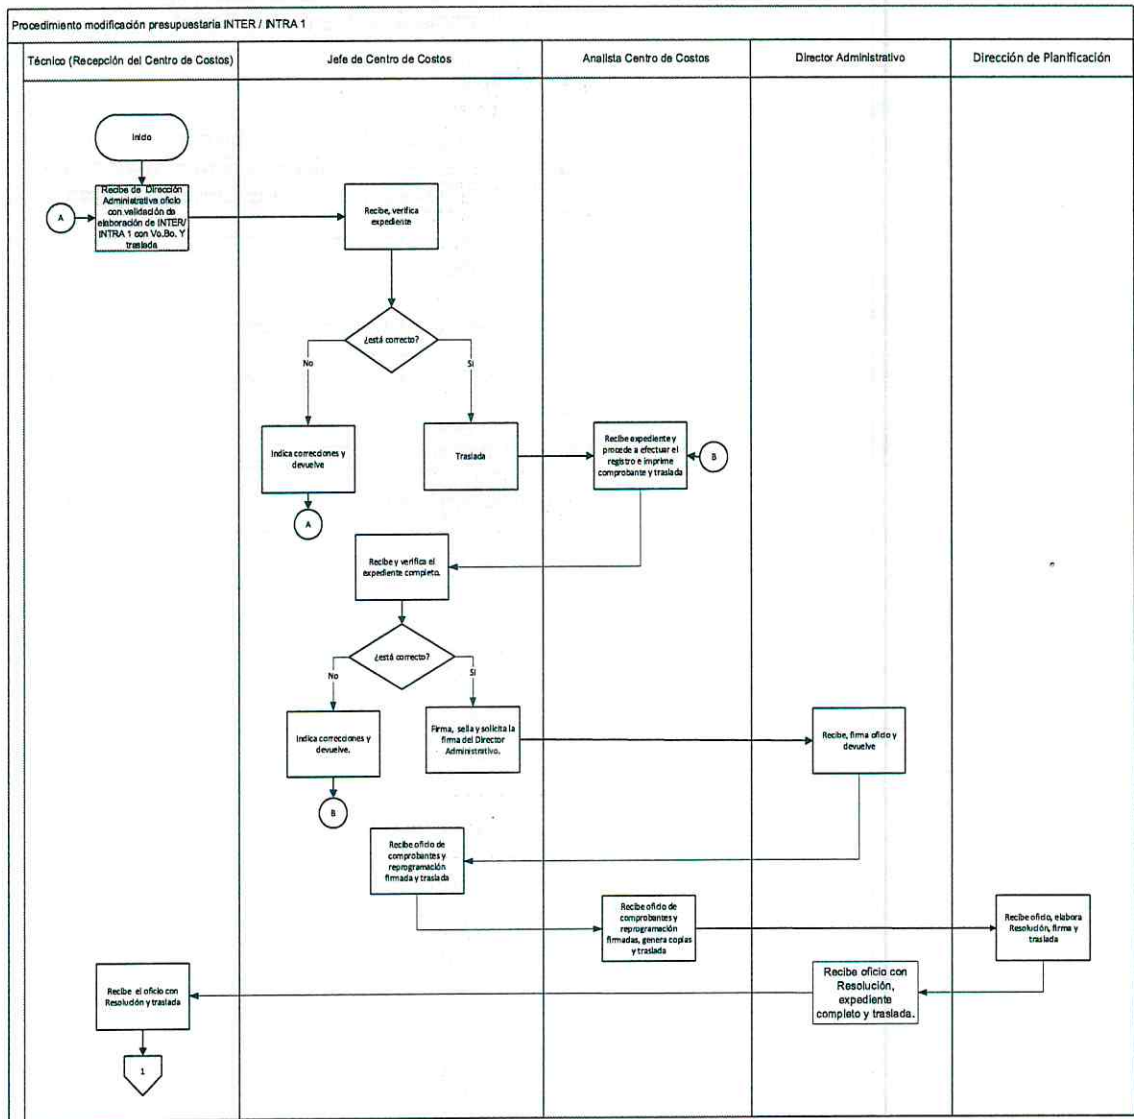 Procedimiento modificación presupuestaria INTER / INTRA 1
Técnico (Recepción del Centro de Costos)
Jefe de Centro de Costos
Analista Centro de Costos
Director Administrativo
Dirección de Planificación
Inicio
A
Recibe de Dirección
Administrativa oficio
con validación de
elaboración de INTER/
INTRA 1 con Vo.Bo. Y
traslada
Recibe, verifica
expediente
¿está correcto?
No
Si
Indica correcciones y
devuelve
Traslada
Recibe expediente y
procede a efectuar el
registro e imprime
comprobante y traslada
B
A
Recibe y verifica el
expediente completo.
¿está correcto?
No
Si
Indica correcciones y
devuelve.
Firma, sella y solicita la
firma del Director
Administrativo.
Recibe, firma oficio y
devuelve
B
Recibe oficio de
comprobantes y
reprogramación
firmada y traslada
Recibe oficio de
comprobantes y
reprogramación
firmadas, genera copias
y traslada
Recibe oficio, elabora
Resolución, firma y
traslada
Recibe oficio con
Resolución,
expediente
completo y traslada.
Recibe el oficio con
Resolución y traslada
1